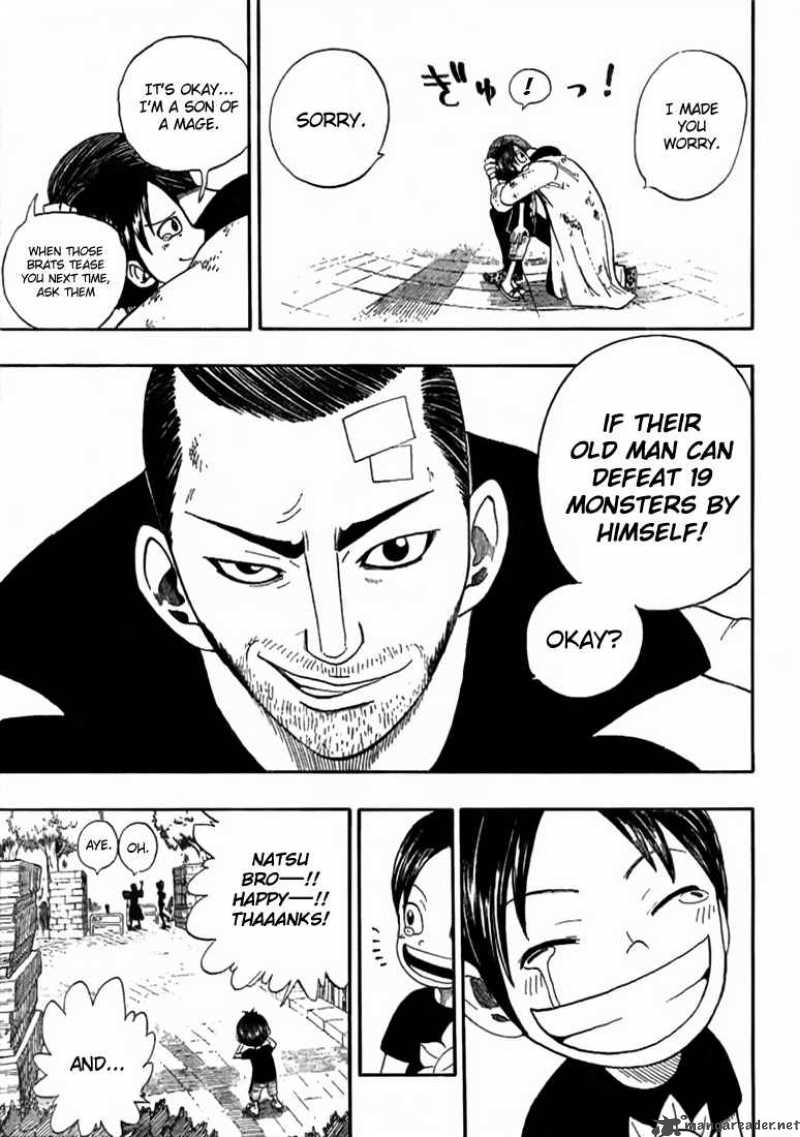 I MADE
YOU
WORRY.
ぎゅ
!
っ!
SORRY.
IT'S OKAY...
I'M A SON OF
A MAGE.
WHEN THOSE
BRATS TEASE
YOU NEXT TIME,
ASK THEM
IF THEIR
OLD MAN CAN
DEFEAT 19
MONSTERS BY
HIMSELF!
OKAY?
NATSU
BRO—!!
HAPPY—!!
THAAANKS!
OH.
AYE.
AND...
mangareader.net